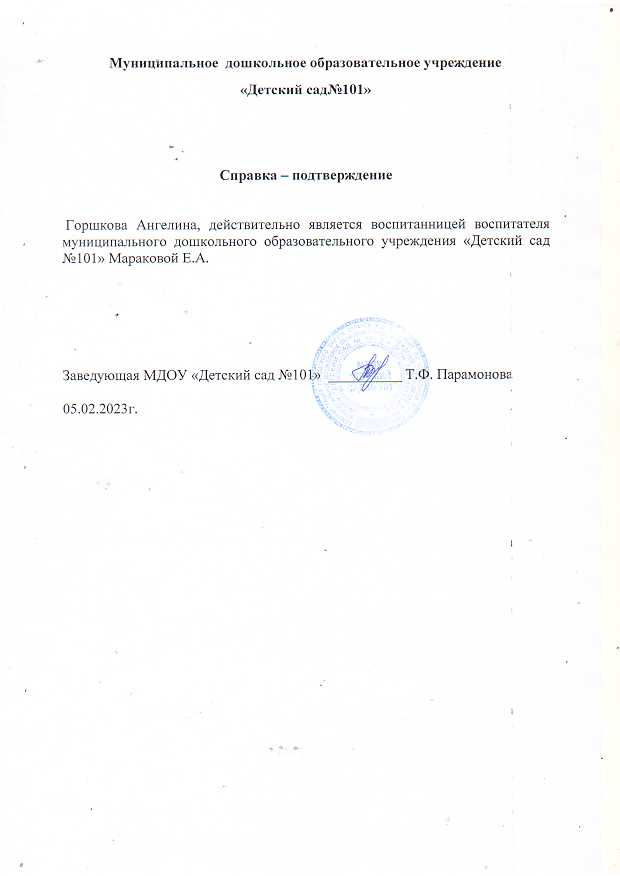 Муниципальное дошкольное образовательное учреждение
«Детский сад№101»
Справка – подтверждение
Горшкова Ангелина, действительно является воспитанницей воспитателя
муниципального дошкольного образовательного учреждения «Детский сад
№101» Мараковой Е.А.
Заведующая МДОУ «Детский сад №101» __________ Т.Ф. Парамонова
05.02.2023г.